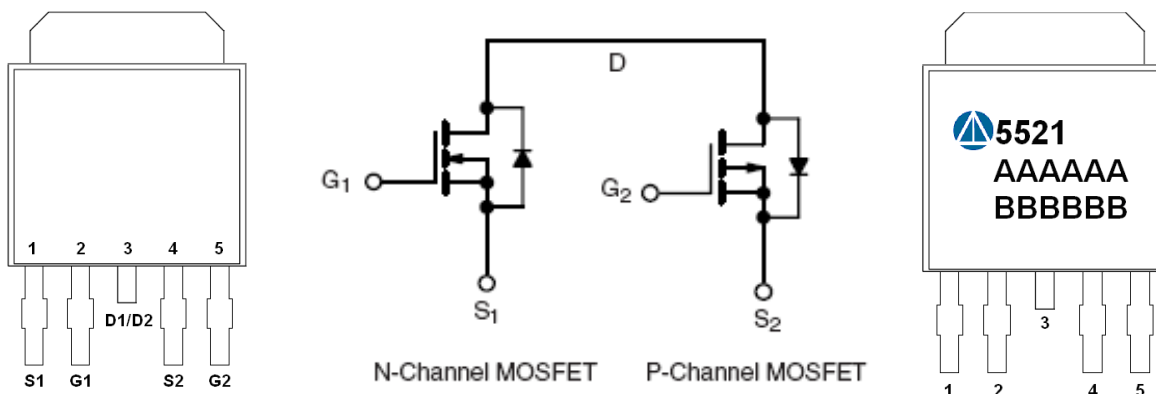 1 2 3 4 5
D1/D2
S1 G1 S2 G2
D
G1
G2
S1
S2
N-Channel MOSFET P-Channel MOSFET
5521
AAAAAA
BBBBBB
3
1 2 4 5